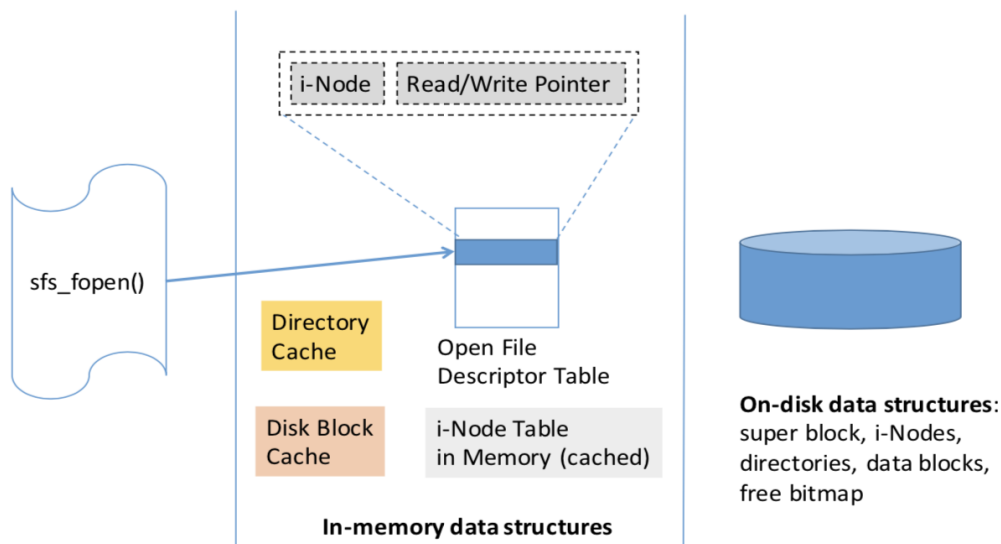 i-Node
Read/Write Pointer
sfs_fopen()
Directory
Cache
Open File
Descriptor Table
Disk Block
Cache
i-Node Table
in Memory (cached)
In-memory data structures
On-disk data structures:
super block, i-Nodes,
directories, data blocks,
free bitmap